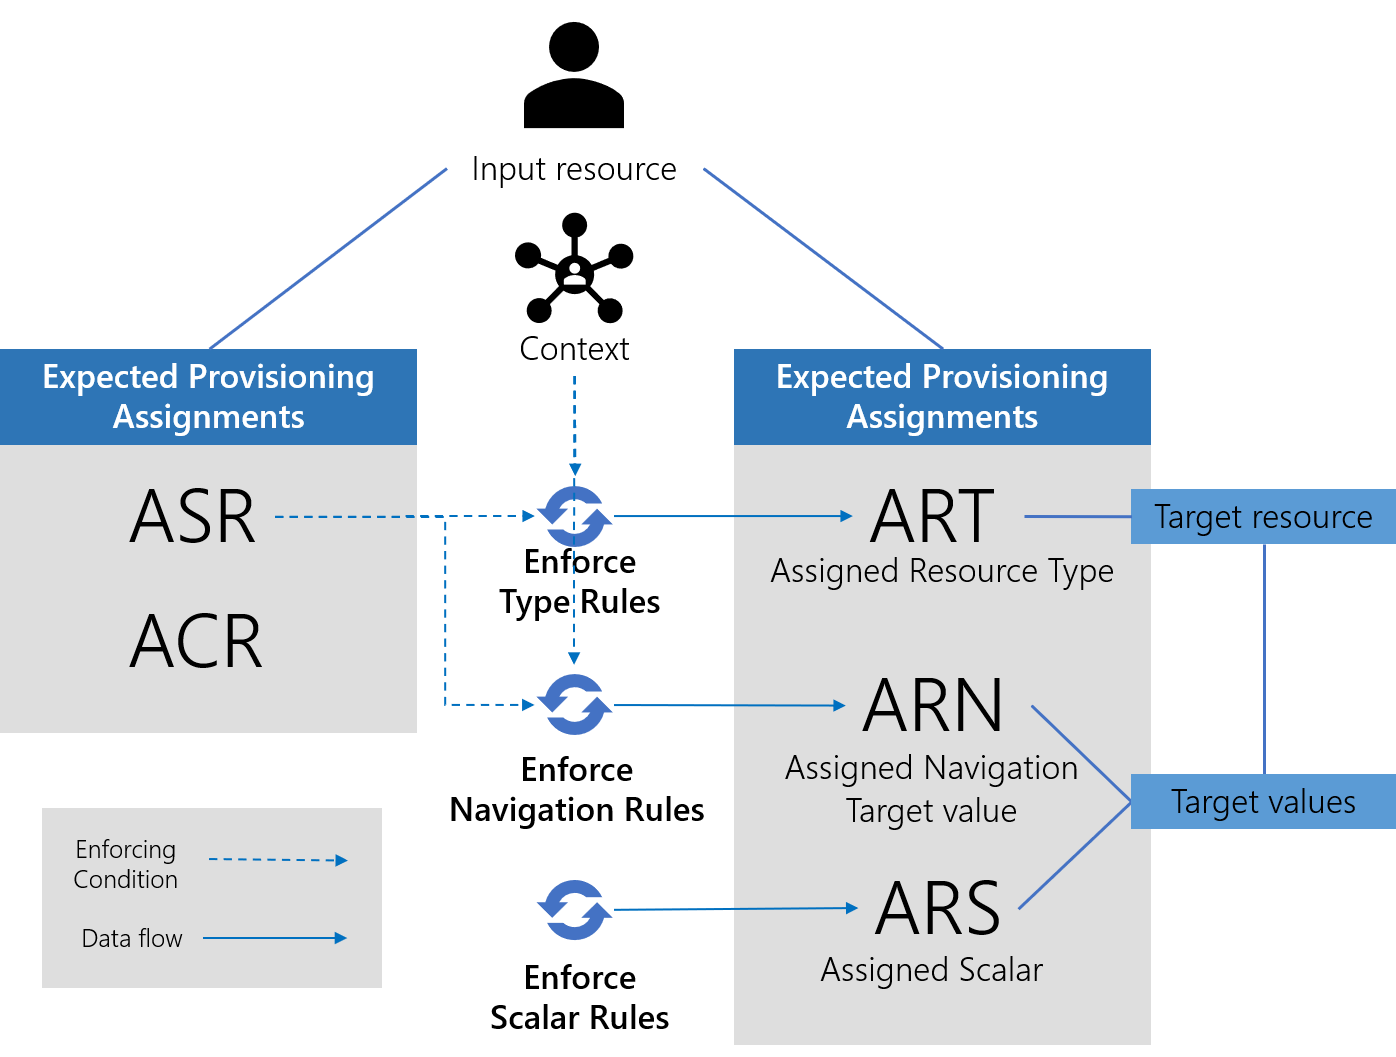 Input resource
Context
Expected Provisioning
Assignments
ASR
ACR
Enforce
Type Rules
Enforce
Navigation Rules
Enforce
Scalar Rules
Expected Provisioning
Assignments
ART
Assigned Resource Type
ARN
Assigned Navigation
Target value
ARS
Assigned Scalar
Target resource
Target values
Enforcing
Condition
Data flow